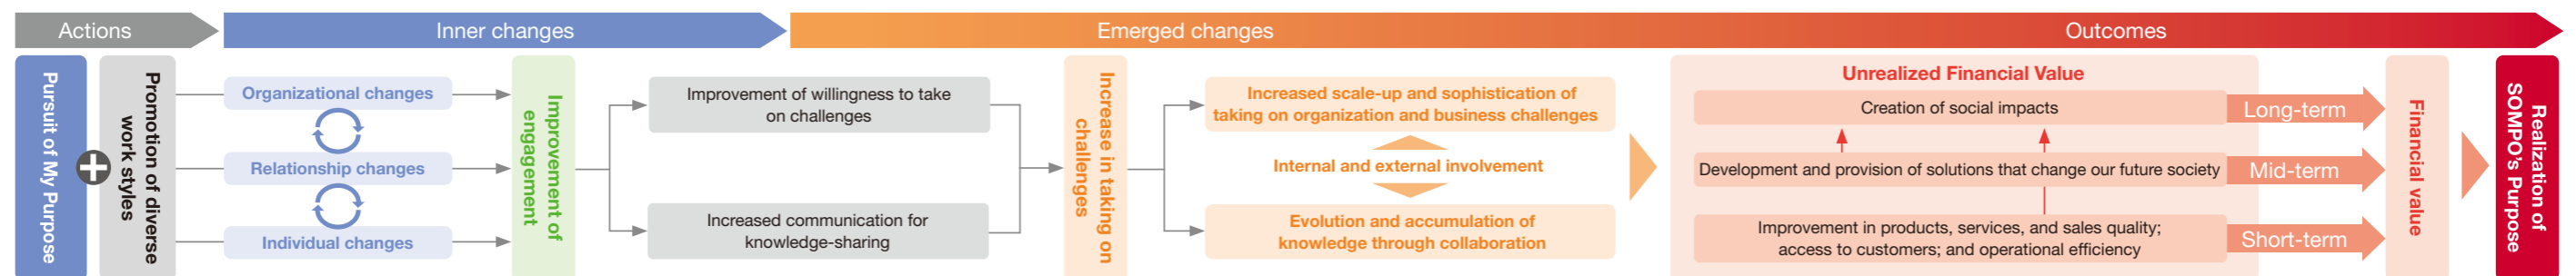 Actions
Inner changes
Emerged changes
Outcomes
Pursuit of My Purpose
Promotion of diverse
work styles
Organizational changes
Relationship changes
Individual changes
Improvement of
engagement
Improvement of willingness to take
on challenges
Increased communication for
knowledge-sharing
Increase in taking on
challenges
Increased scale-up and sophistication of
taking on organization and business challenges
Internal and external involvement
Evolution and accumulation of
knowledge through collaboration
Unrealized Financial Value
Creation of social impacts
Development and provision of solutions that change our future society
Improvement in products, services, and sales quality;
access to customers; and operational efficiency
Long-term
Mid-term
Short-term
Financial value
Realization of
SOMPO's Purpose